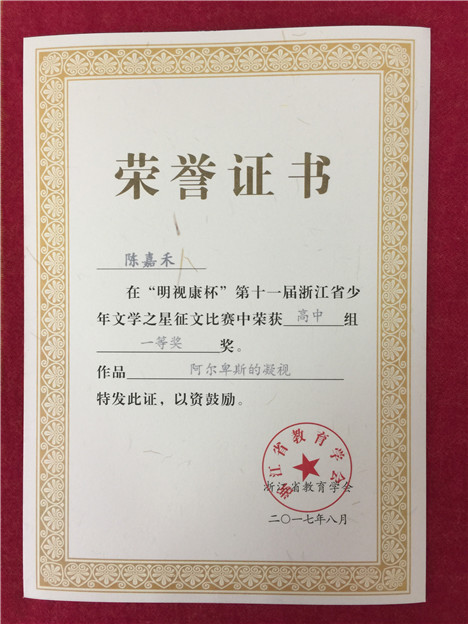 荣誉证书
陈嘉禾
在“明视康杯”第十一届浙江省少
年文学之星征文比赛中荣获高中组
一等奖奖。
作品 阿尔卑斯的凝视
特发此证，以资鼓励。
浙江省教育学会
浙江省教育学会
二〇一七年八月